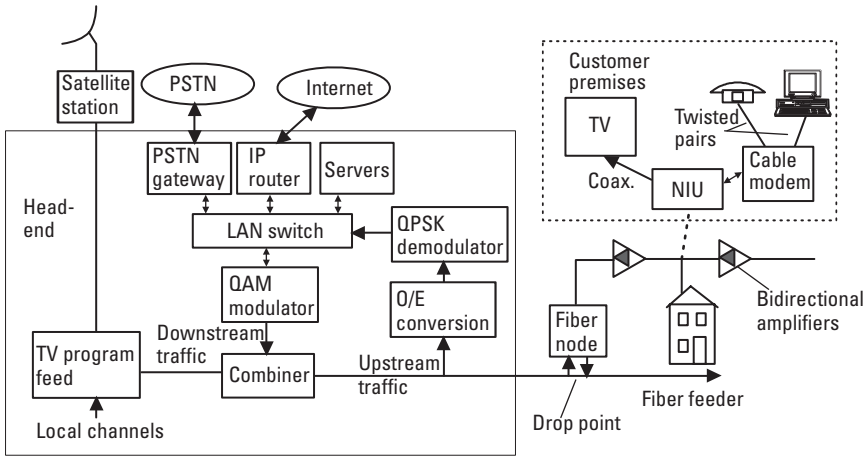 Satellite
station
PSTN
Internet
Customer
premises
TV
Twisted
pairs
Coax.
NIU
Cable
modem
Head-
end
PSTN
gateway
IP
router
Servers
LAN switch
QPSK
demodulator
QAM
modulator
O/E
conversion
Fiber
node
Bidirectional
amplifiers
TV program
feed
Downstream
traffic
Combiner
Upstream
traffic
Local channels
Drop point
Fiber feeder